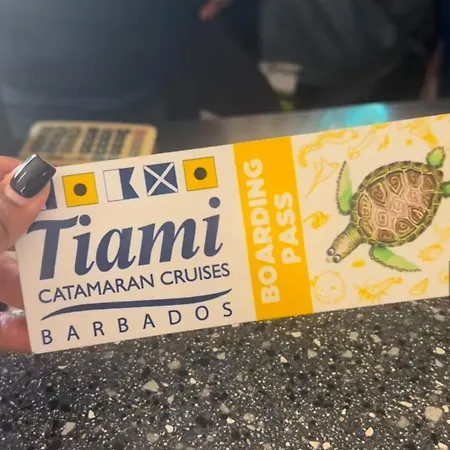 Tiami
CATAMARAN CRUISES
BARBADOS
BOARDING
PASS